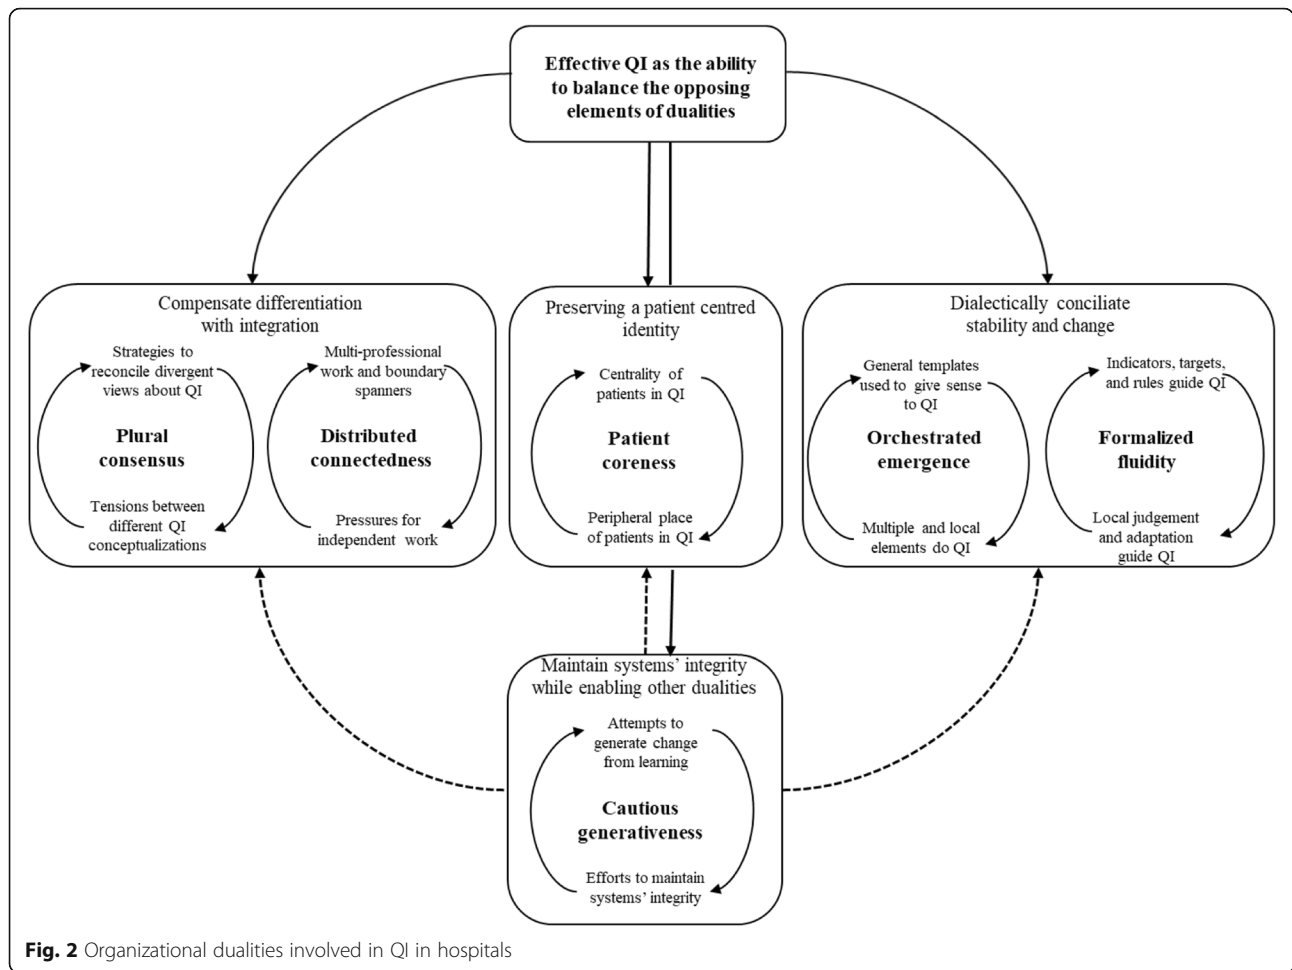 Effective QI as the ability
to balance the opposing
elements of dualities
Compensate differentiation
with integration
Strategies to
reconcile divergent
views about QI
Plural
consensus
Tensions between
different QI
conceptualizations
Multi-professional
work and boundary
spanners
Distributed
connectedness
Pressures for
independent work
Preserving a patient centred
identity
Centrality of
patients in QI
Patient
coreness
Peripheral place
of patients in QI
Dialectically conciliate
stability and change
General templates
used to give sense
to QI
Orchestrated
emergence
Multiple and local
elements do QI
Indicators, targets,
and rules guide QI
Formalized
fluidity
Local judgement
and adaptation
guide QI
Maintain systems' integrity
while enabling other dualities
Attempts to
generate change
from learning
Cautious
generativeness
Efforts to maintain
systems' integrity
Fig. 2 Organizational dualities involved in QI in hospitals